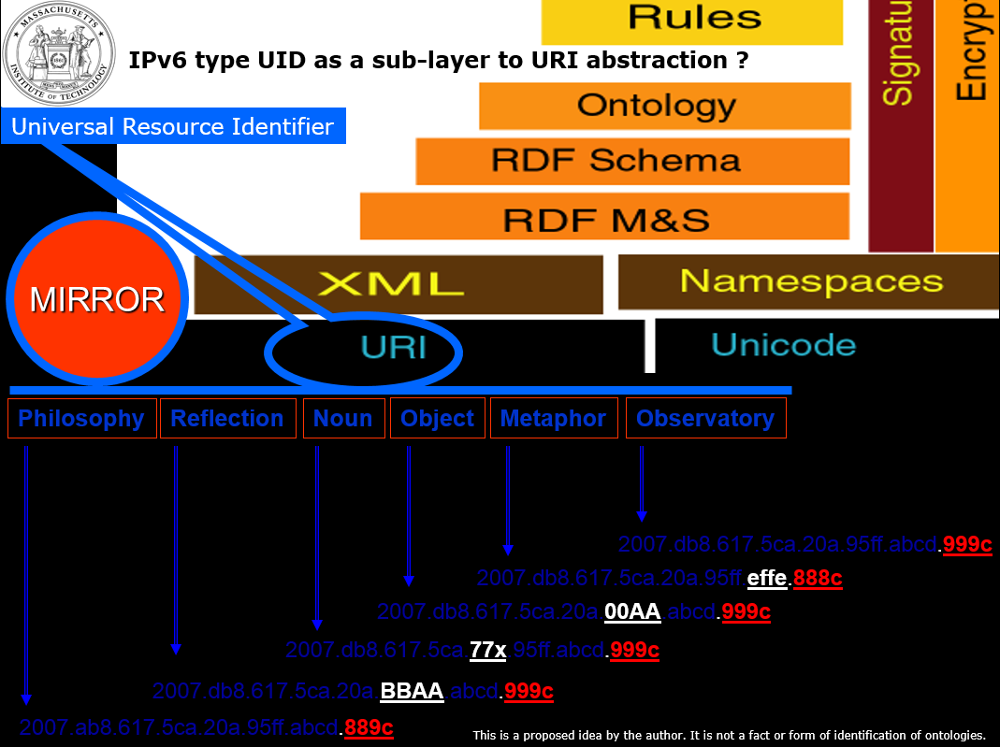 MASSACHUSETTS
INSTITUTE OF TECHNOLOGY
Rules
IPv6 type UID as a sub-layer to URI abstraction ?
Signatu
Encrypt
Universal Resource Identifier
Ontology
RDF Schema
RDF M&S
MIRROR
XML
Namespaces
URI
Unicode
Philosophy Reflection Noun Object Metaphor Observatory
2007.db8.617.5ca.20a.95ff.abcd.999c
2007.db8.617.5ca.20a.95ff.effe.888c
2007.db8.617.5ca.20a.00AA.abcd.999c
2007.db8.617.5ca.77x.95ff.abcd.999c
2007.db8.617.5ca.20a.BBAA.abcd.999c
2007.ab8.617.5ca.20a.95ff.abcd.889c
This is a proposed idea by the author. It is not a fact or form of identification of ontologies.